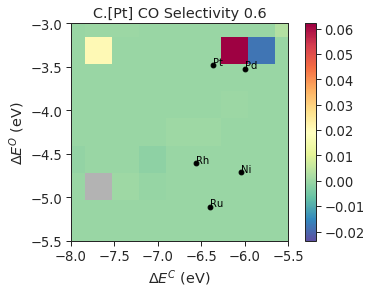 C.[Pt] CO Selectivity 0.6
−3.0
−3.5
−4.0
−4.5
−5.0
−5.5
ΔE^O (eV)
Pt
Pd
Rh
Ni
Ru
−8.0 −7.5 −7.0 −6.5 −6.0 −5.5
ΔE^C (eV)
0.06
0.05
0.04
0.03
0.02
0.01
0.00
−0.01
−0.02